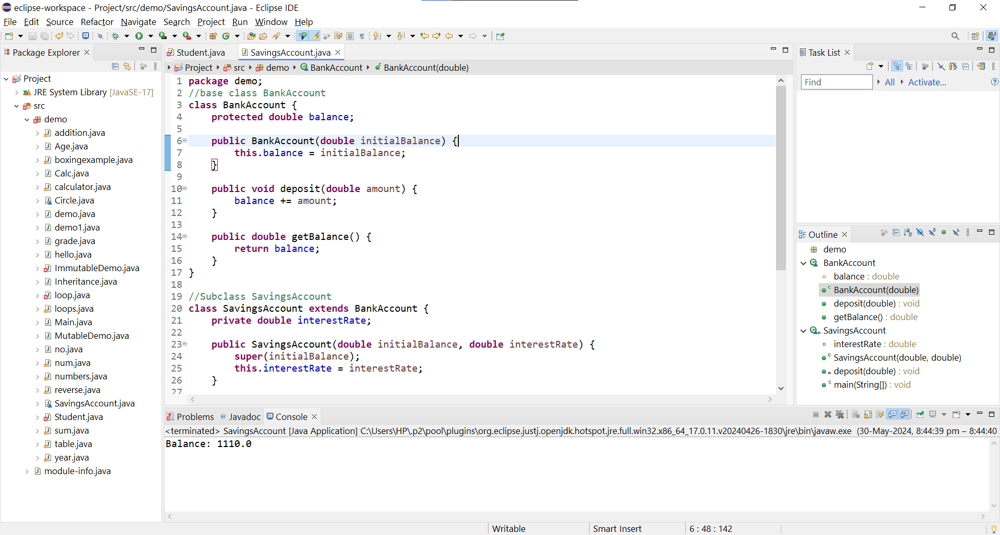 eclipse-workspace - Project/src/demo/SavingsAccount.java - Eclipse IDE
File Edit Source Refactor Navigate Search Project Run Window Help
Package Explorer
Project
JRE System Library [JavaSE-17]
src
demo
addition.java
Age.java
boxingexample.java
Calc.java
calculator.java
Circle.java
demo.java
demo1.java
grade.java
hello.java
ImmutableDemo.java
Inheritance.java
loop.java
loops.java
Main.java
MutableDemo.java
no.java
num.java
numbers.java
reverse.java
SavingsAccount.java
Student.java
sum.java
table.java
year.java
module-info.java
Student.java SavingsAccount.java
Project src demo BankAccount BankAccount(double)
1 package demo;
2 //base class BankAccount
3 class BankAccount {
4 protected double balance;
5
6 public BankAccount(double initialBalance) {
7 this.balance = initialBalance;
8 }
9
10 public void deposit(double amount) {
11 balance += amount;
12 }
13
14 public double getBalance() {
15 return balance;
16 }
17 }
18
19 //Subclass SavingsAccount
20 class SavingsAccount extends BankAccount {
21 private double interestRate;
22
23 public SavingsAccount(double initialBalance, double interestRate) {
24 super(initialBalance);
25 this.interestRate = interestRate;
26 }
27
Task List
Find All Activate...
Outline
demo
BankAccount
balance : double
BankAccount(double)
deposit(double) : void
getBalance() : double
SavingsAccount
interestRate : double
SavingsAccount(double, double)
deposit(double) : void
main(String[]) : void
Problems Javadoc Console
<terminated> SavingsAccount [Java Application] C:\Users\HP\.p2\pool\plugins\org.eclipse.justj.openjdk.hotspot.jre.full.win32.x86_64_17.0.11.v20240426-1830\jre\bin\javaw.exe (30-May-2024, 8:44:39 pm – 8:44:40
Balance: 1110.0
Writable Smart Insert 6 : 48 : 142